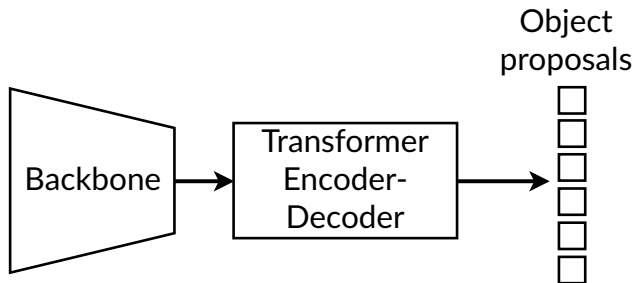 Object
proposals
Backbone
Transformer
Encoder-
Decoder